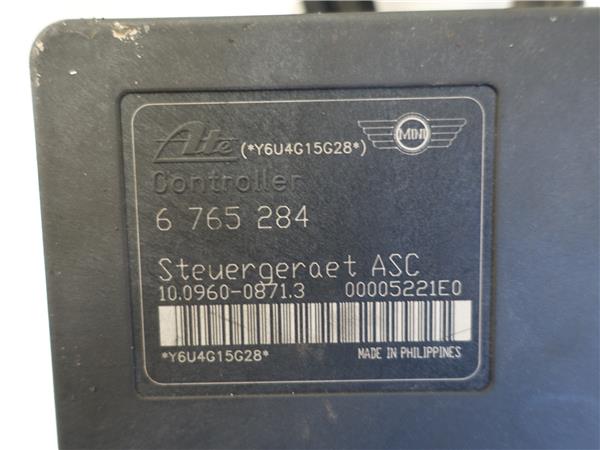 Ate (*Y6U4G15G28*) MINI
Controller
6 765 284
Steuergeraet ASC
10.0960-0871.3 00005221E0
*Y6U4G15G28* MADE IN PHILIPPINES